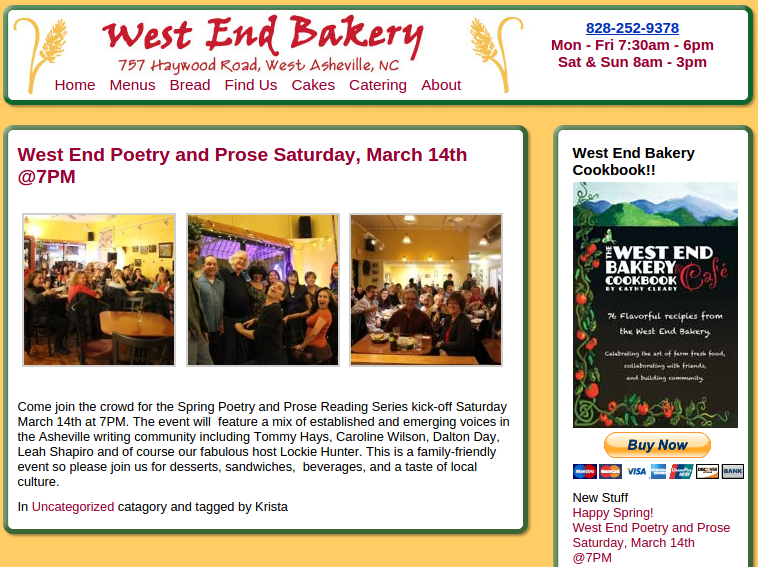 West End Bakery
757 Haywood Road, West Asheville, NC
Home Menus Bread Find Us Cakes Catering About
828-252-9378
Mon - Fri 7:30am - 6pm
Sat & Sun 8am - 3pm
West End Poetry and Prose Saturday, March 14th
@7PM
Come join the crowd for the Spring Poetry and Prose Reading Series kick-off Saturday
March 14th at 7PM. The event will  feature a mix of established and emerging voices in
the Asheville writing community including Tommy Hays, Caroline Wilson, Dalton Day,
Leah Shapiro and of course our fabulous host Lockie Hunter. This is a family-friendly
event so please join us for desserts, sandwiches,  beverages, and a taste of local
culture.
In Uncategorized catagory and tagged by Krista
West End Bakery
Cookbook!!
THE WEST END
BAKERY Café
COOKBOOK
BY CATHY CLEARY
76 Flavorful recipies from
the West End Bakery.
Celebrating the art of farm fresh food,
collaborating with friends,
and building community.
Buy Now
Maestro MasterCard VISA DISCOVER BANK
New Stuff
Happy Spring!
West End Poetry and Prose
Saturday, March 14th
@7PM